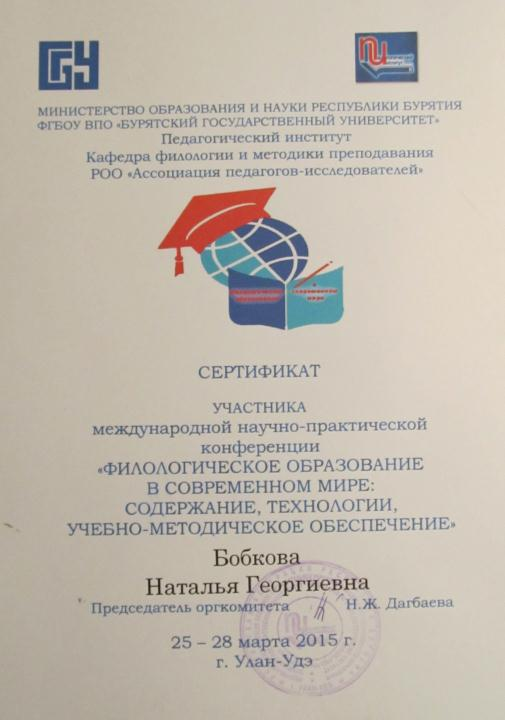 БГУ
ПИ
МИНИСТЕРСТВО ОБРАЗОВАНИЯ И НАУКИ РЕСПУБЛИКИ БУРЯТИЯ
ФГБОУ ВПО «БУРЯТСКИЙ ГОСУДАРСТВЕННЫЙ УНИВЕРСИТЕТ»
Педагогический институт
Кафедра филологии и методики преподавания
РОО «Ассоциация педагогов-исследователей»
СЕРТИФИКАТ
УЧАСТНИКА
международной научно-практической
конференции
«ФИЛОЛОГИЧЕСКОЕ ОБРАЗОВАНИЕ
В СОВРЕМЕННОМ МИРЕ:
СОДЕРЖАНИЕ, ТЕХНОЛОГИИ,
УЧЕБНО-МЕТОДИЧЕСКОЕ ОБЕСПЕЧЕНИЕ»
Бобкова
Наталья Георгиевна
Председатель оргкомитета Н.Ж. Дагбаева
25 – 28 марта 2015 г.
г. Улан-Удэ